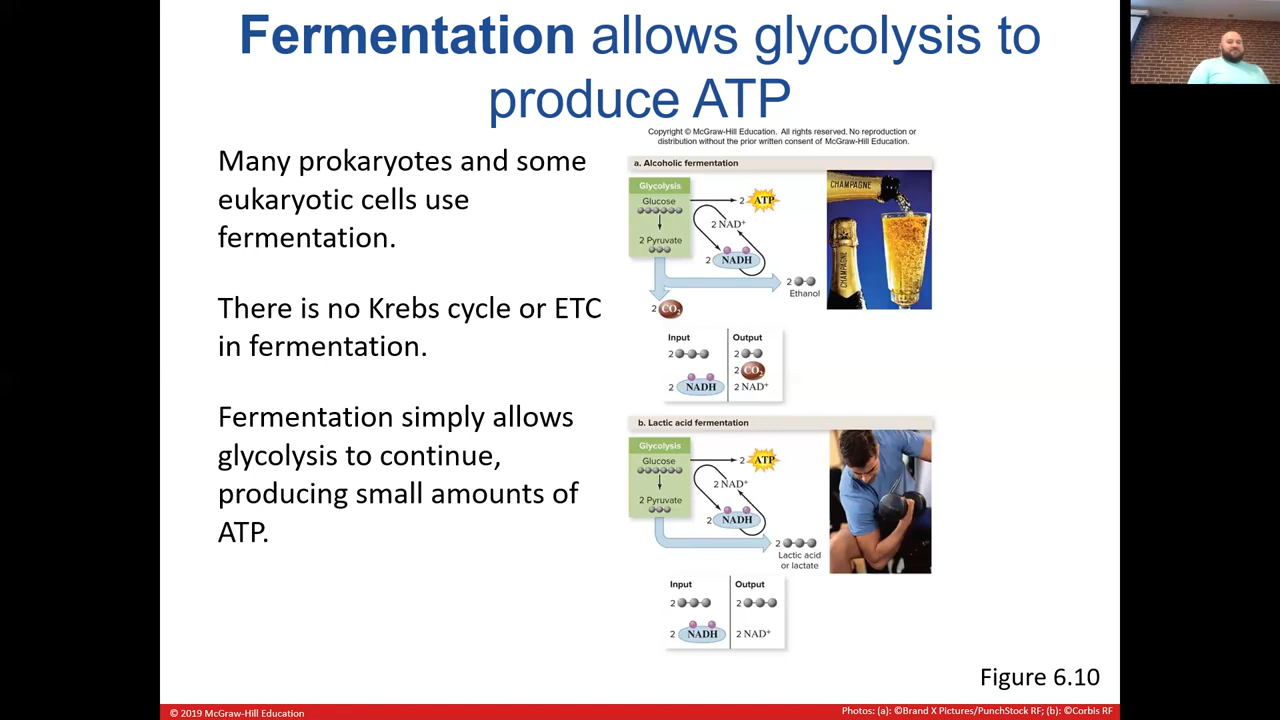 Fermentation allows glycolysis to
produce ATP
Many prokaryotes and some
eukaryotic cells use
fermentation.
There is no Krebs cycle or ETC
in fermentation.
Fermentation simply allows
glycolysis to continue,
producing small amounts of
ATP.
Copyright © McGraw-Hill Education. All rights reserved. No reproduction or
distribution without the prior written consent of McGraw-Hill Education.
a. Alcoholic fermentation
Glycolysis
Glucose
2 ATP
2 NAD⁺
2 Pyruvate
2 NADH
2
Ethanol
2 CO₂
CHAMPAGNE
CHAMPAGNE
Input
Output
2
2
2 CO₂
2 NADH
2 NAD⁺
b. Lactic acid fermentation
Glycolysis
Glucose
2 ATP
2 NAD⁺
2 Pyruvate
2 NADH
2
Lactic acid
or lactate
Input
Output
2
2
2 NADH
2 NAD⁺
Figure 6.10
© 2019 McGraw-Hill Education
Photos: (a): ©Brand X Pictures/PunchStock RF; (b): ©Corbis RF